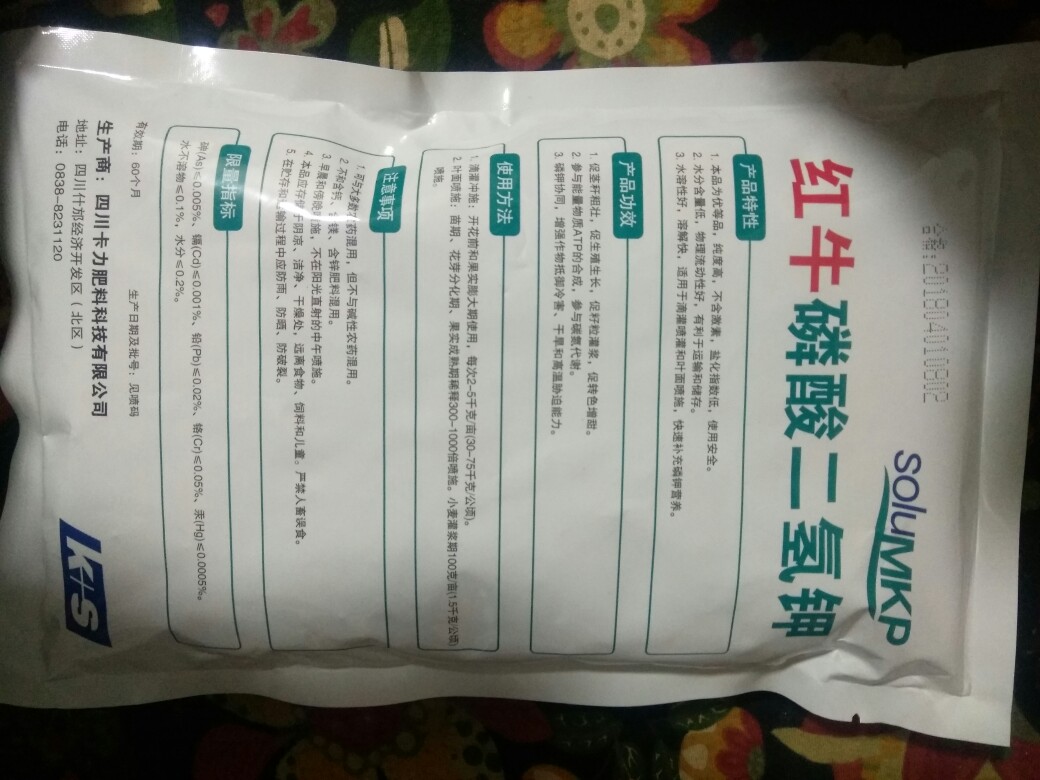 合格:201804010802
soluMKP
红牛磷酸二氢钾
产品特性
1. 本品为优等品，纯度高，不含激素，盐化指数低，使用安全。
2. 水分含量低，物理流动性好，有利于运输和储存。
3. 水溶性好，溶解快，适用于滴灌喷灌和叶面喷施，快速补充磷钾营养。
产品功效
1. 促茎秆粗壮，促生殖生长，促籽粒灌浆，促转色增甜。
2. 参与能量物质ATP的合成，参与碳氮代谢。
3. 磷钾协同，增强作物抵御冷害、干旱和高温胁迫能力。
使用方法
1. 滴灌冲施：开花前和果实膨大期使用，每次2-5千克/亩(30-75千克/公顷)。
2. 叶面喷施：苗期、花芽分化期、果实成熟期稀释300-1000倍喷施。小麦灌浆期100克/亩(1.5千克/公顷)
喷施。
注意事项
1. 可与大多数农药混用，但不与碱性农药混用。
2. 不和含钙、含镁、含锌肥料混用。
3. 早晨和傍晚喷施，不在阳光直射的中午喷施。
4. 本品应存储于阴凉、洁净、干燥处，远离食物、饲料和儿童。严禁人畜误食。
5. 在贮存和运输过程中应防雨、防晒、防破裂。
限量指标
砷(As)≤0.005%、镉(Cd)≤0.001%、铅(Pb)≤0.02%、铬(Cr)≤0.05%、汞(Hg)≤0.0005%。
水不溶物≤0.1%，水分≤0.2%。
有效期：60个月 生产日期及批号：见喷码
生产商：四川卡力肥料科技有限公司
地址：四川什邡经济开发区（北区）
电话：0838-8231120
K+S